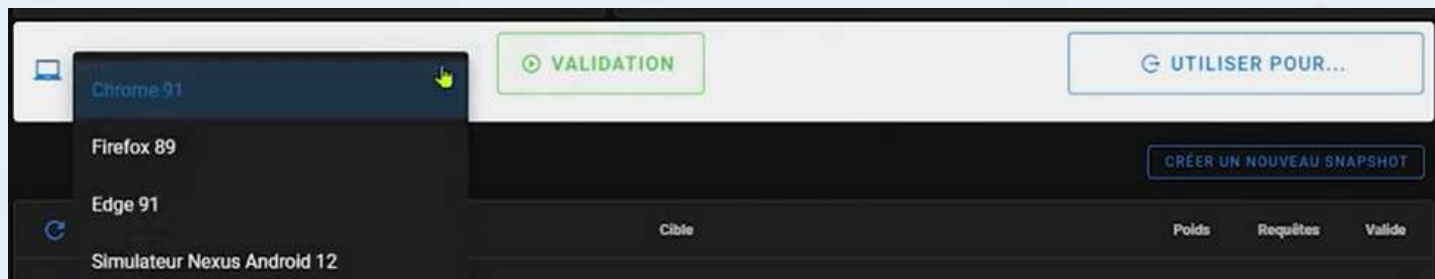 Chrome 91
VALIDATION
UTILISER POUR...
Firefox 89
CRÉER UN NOUVEAU SNAPSHOT
Edge 91
Cible
Poids
Requêtes
Valide
Simulateur Nexus Android 12